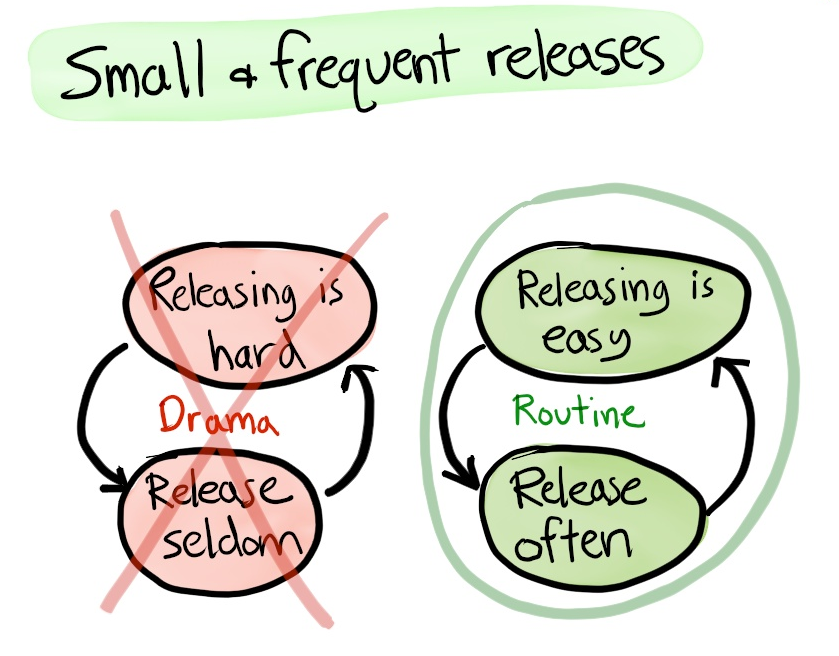 Small & frequent releases
Releasing is
hard
Drama
Release
seldom
Releasing is
easy
Routine
Release
often